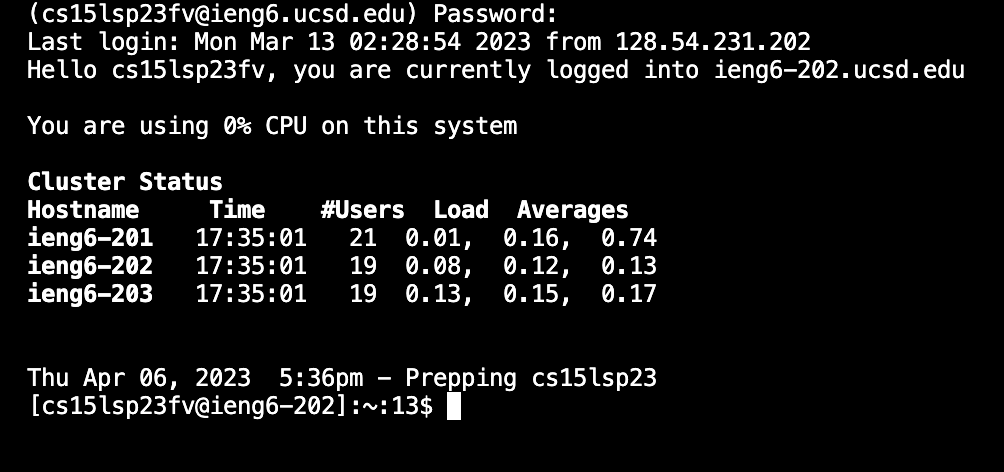 (cs15lsp23fv@ieng6.ucsd.edu) Password:
Last login: Mon Mar 13 02:28:54 2023 from 128.54.231.202
Hello cs15lsp23fv, you are currently logged into ieng6-202.ucsd.edu
You are using 0% CPU on this system
Cluster Status
Hostname     Time    #Users  Load  Averages
ieng6-201   17:35:01   21  0.01,  0.16,  0.74
ieng6-202   17:35:01   19  0.08,  0.12,  0.13
ieng6-203   17:35:01   19  0.13,  0.15,  0.17
Thu Apr 06, 2023  5:36pm - Prepping cs15lsp23
[cs15lsp23fv@ieng6-202]:~:13$